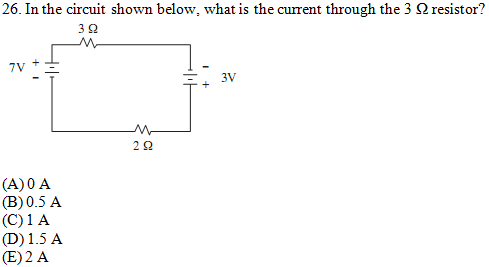 26. In the circuit shown below, what is the current through the 3 Ω resistor?
3 Ω
7V + -
- + 3V
2 Ω
(A) 0 A
(B) 0.5 A
(C) 1 A
(D) 1.5 A
(E) 2 A